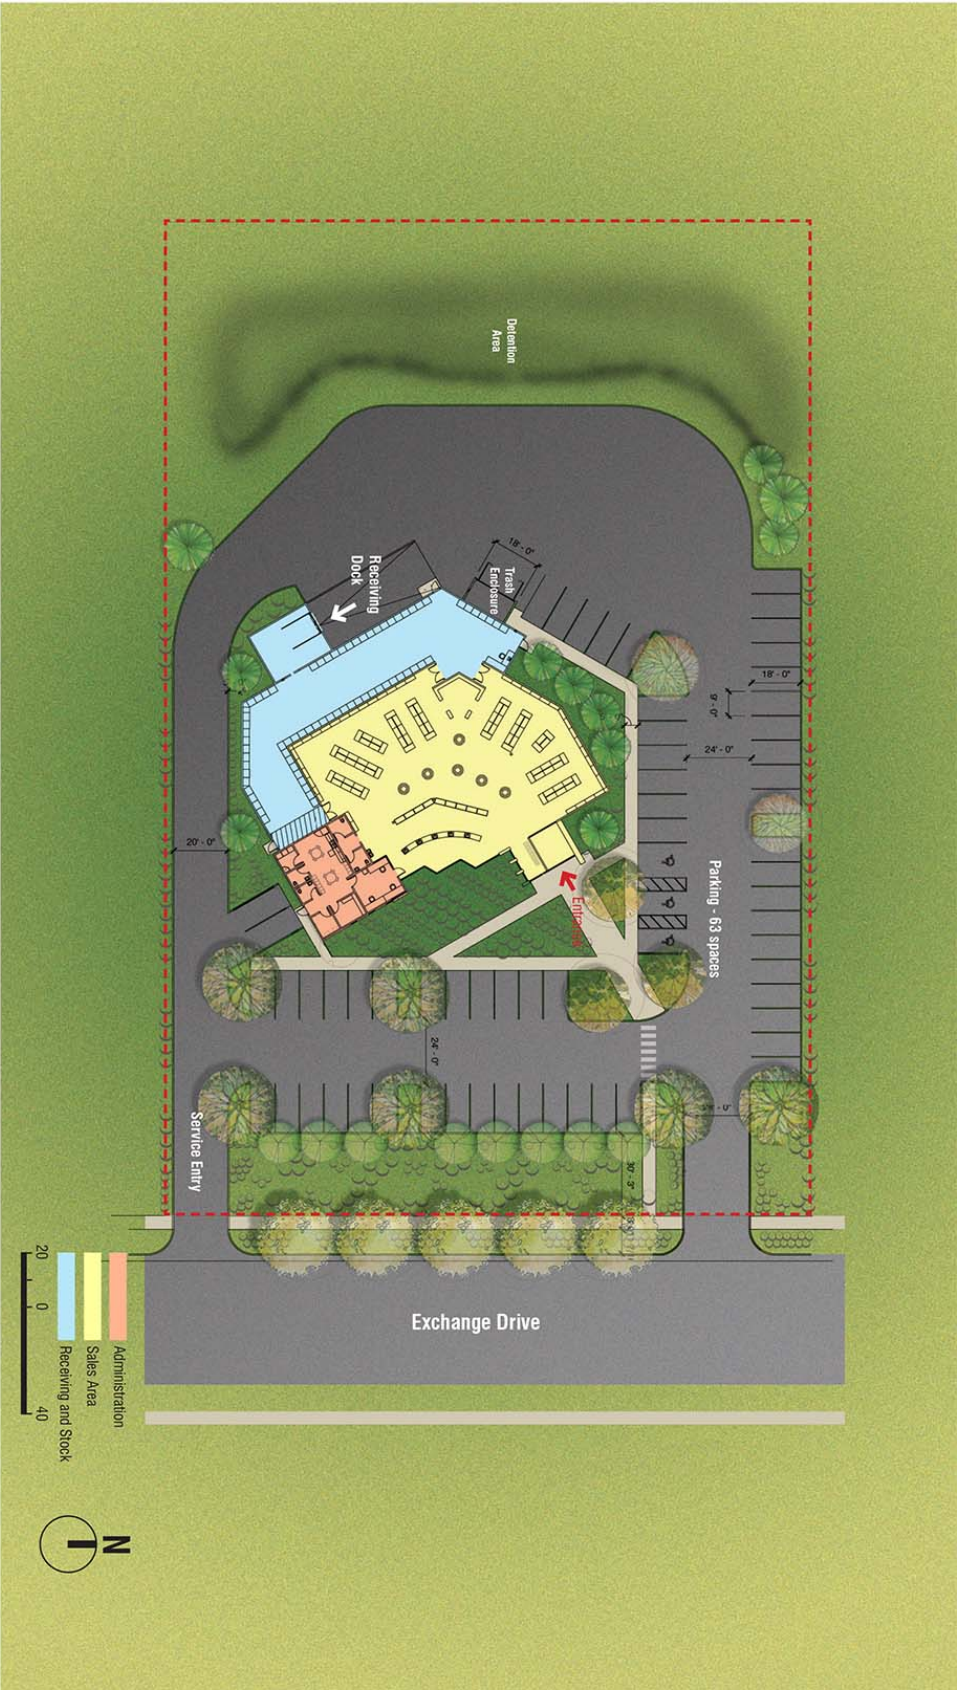 Detention
Area
18'- 0"
Trash
Enclosure
Receiving
Dock
18'- 0"
9'- 0"
24'- 0"
20'- 0"
Entrance
Parking - 63 spaces
24'- 0"
Service Entry
30'- 3"
Exchange Drive
20
0
40
Administration
Sales Area
Receiving and Stock
N